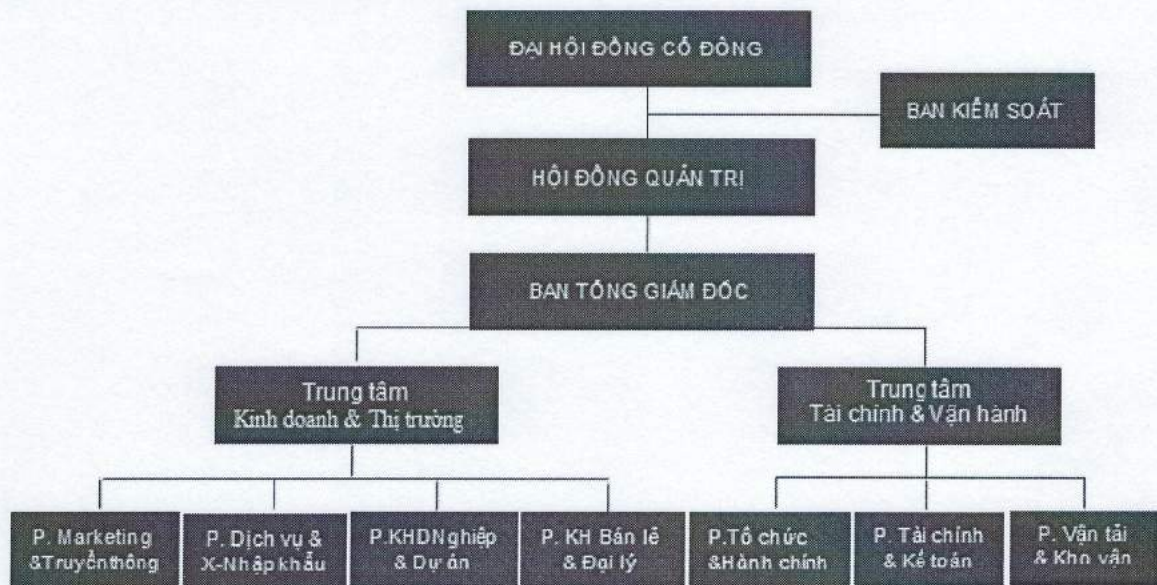 ĐẠI HỘI ĐỒNG CỔ ĐÔNG
BAN KIỂM SOÁT
HỘI ĐỒNG QUẢN TRỊ
BAN TỔNG GIÁM ĐỐC
Trung tâm
Kinh doanh & Thị trường
Trung tâm
Tài chính & Vận hành
P. Marketing
&Truyền thông
P. Dịch vụ &
X-Nhập khẩu
P.KHDNghiệp
& Dự án
P. KH Bán lẻ
& Đại lý
P.Tổ chức
&Hành chính
P. Tài chính
& Kế toán
P. Vận tải
& Kho vận